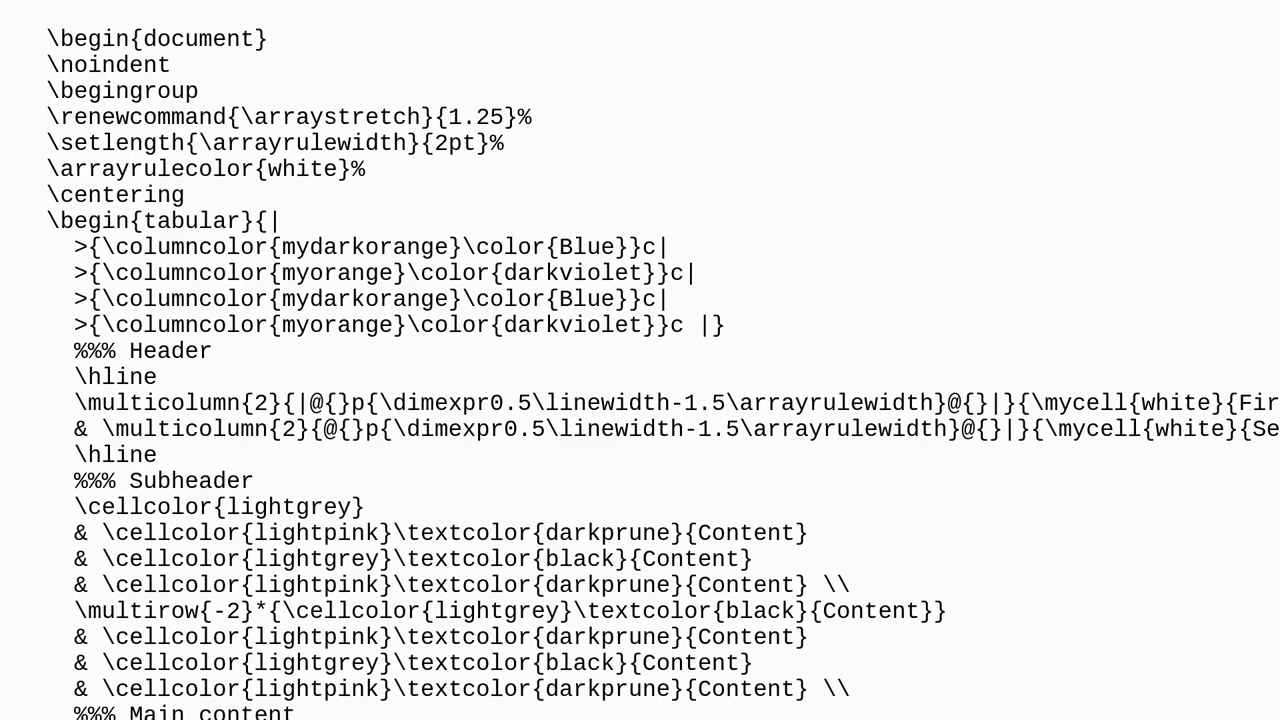 \begin{document}
\noindent
\begingroup
\renewcommand{\arraystretch}{1.25}%
\setlength{\arrayrulewidth}{2pt}%
\arrayrulecolor{white}%
\centering
\begin{tabular}{|
  >{\columncolor{mydarkorange}\color{Blue}}c|
  >{\columncolor{myorange}\color{darkviolet}}c|
  >{\columncolor{mydarkorange}\color{Blue}}c|
  >{\columncolor{myorange}\color{darkviolet}}c |}
  %%% Header
  \hline
  \multicolumn{2}{|@{}p{\dimexpr0.5\linewidth-1.5\arrayrulewidth}@{}|}{\mycell{white}{Fir
  & \multicolumn{2}{@{}p{\dimexpr0.5\linewidth-1.5\arrayrulewidth}@{}|}{\mycell{white}{Se
  \hline
  %%% Subheader
  \cellcolor{lightgrey}
  & \cellcolor{lightpink}\textcolor{darkprune}{Content}
  & \cellcolor{lightgrey}\textcolor{black}{Content}
  & \cellcolor{lightpink}\textcolor{darkprune}{Content} \\
  \multirow{-2}*{\cellcolor{lightgrey}\textcolor{black}{Content}}
  & \cellcolor{lightpink}\textcolor{darkprune}{Content}
  & \cellcolor{lightgrey}\textcolor{black}{Content}
  & \cellcolor{lightpink}\textcolor{darkprune}{Content} \\
  %%% Main content